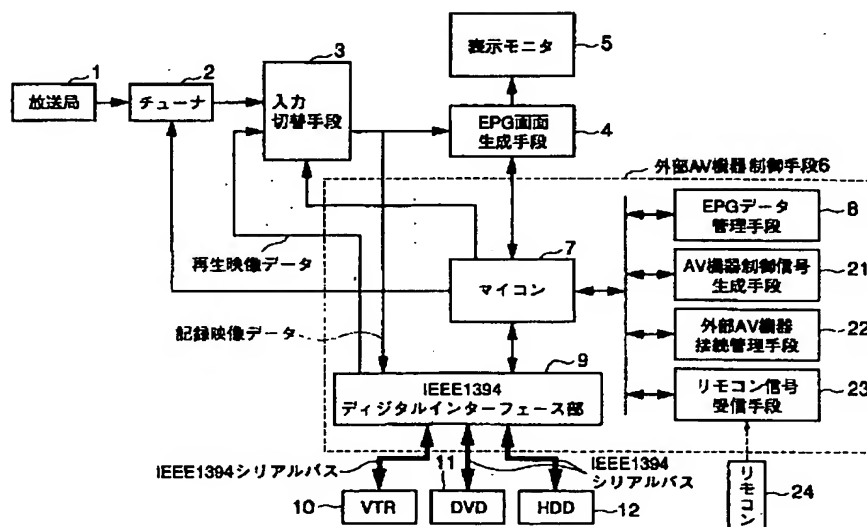 1
放送局
2
チューナ
3
入力
切替手段
表示モニタ
5
EPG画面
生成手段
4
外部AV機器制御手段6
EPGデータ
管理手段
8
7
マイコン
AV機器制御信号
生成手段
21
再生映像データ
外部AV機器
接続管理手段
22
記録映像データ
リモコン信号
受信手段
23
9
IEEE1394
ディジタルインターフェース部
IEEE1394シリアルバス
IEEE1394
シリアルバス
10
VTR
11
DVD
HDD
12
リモコン
24